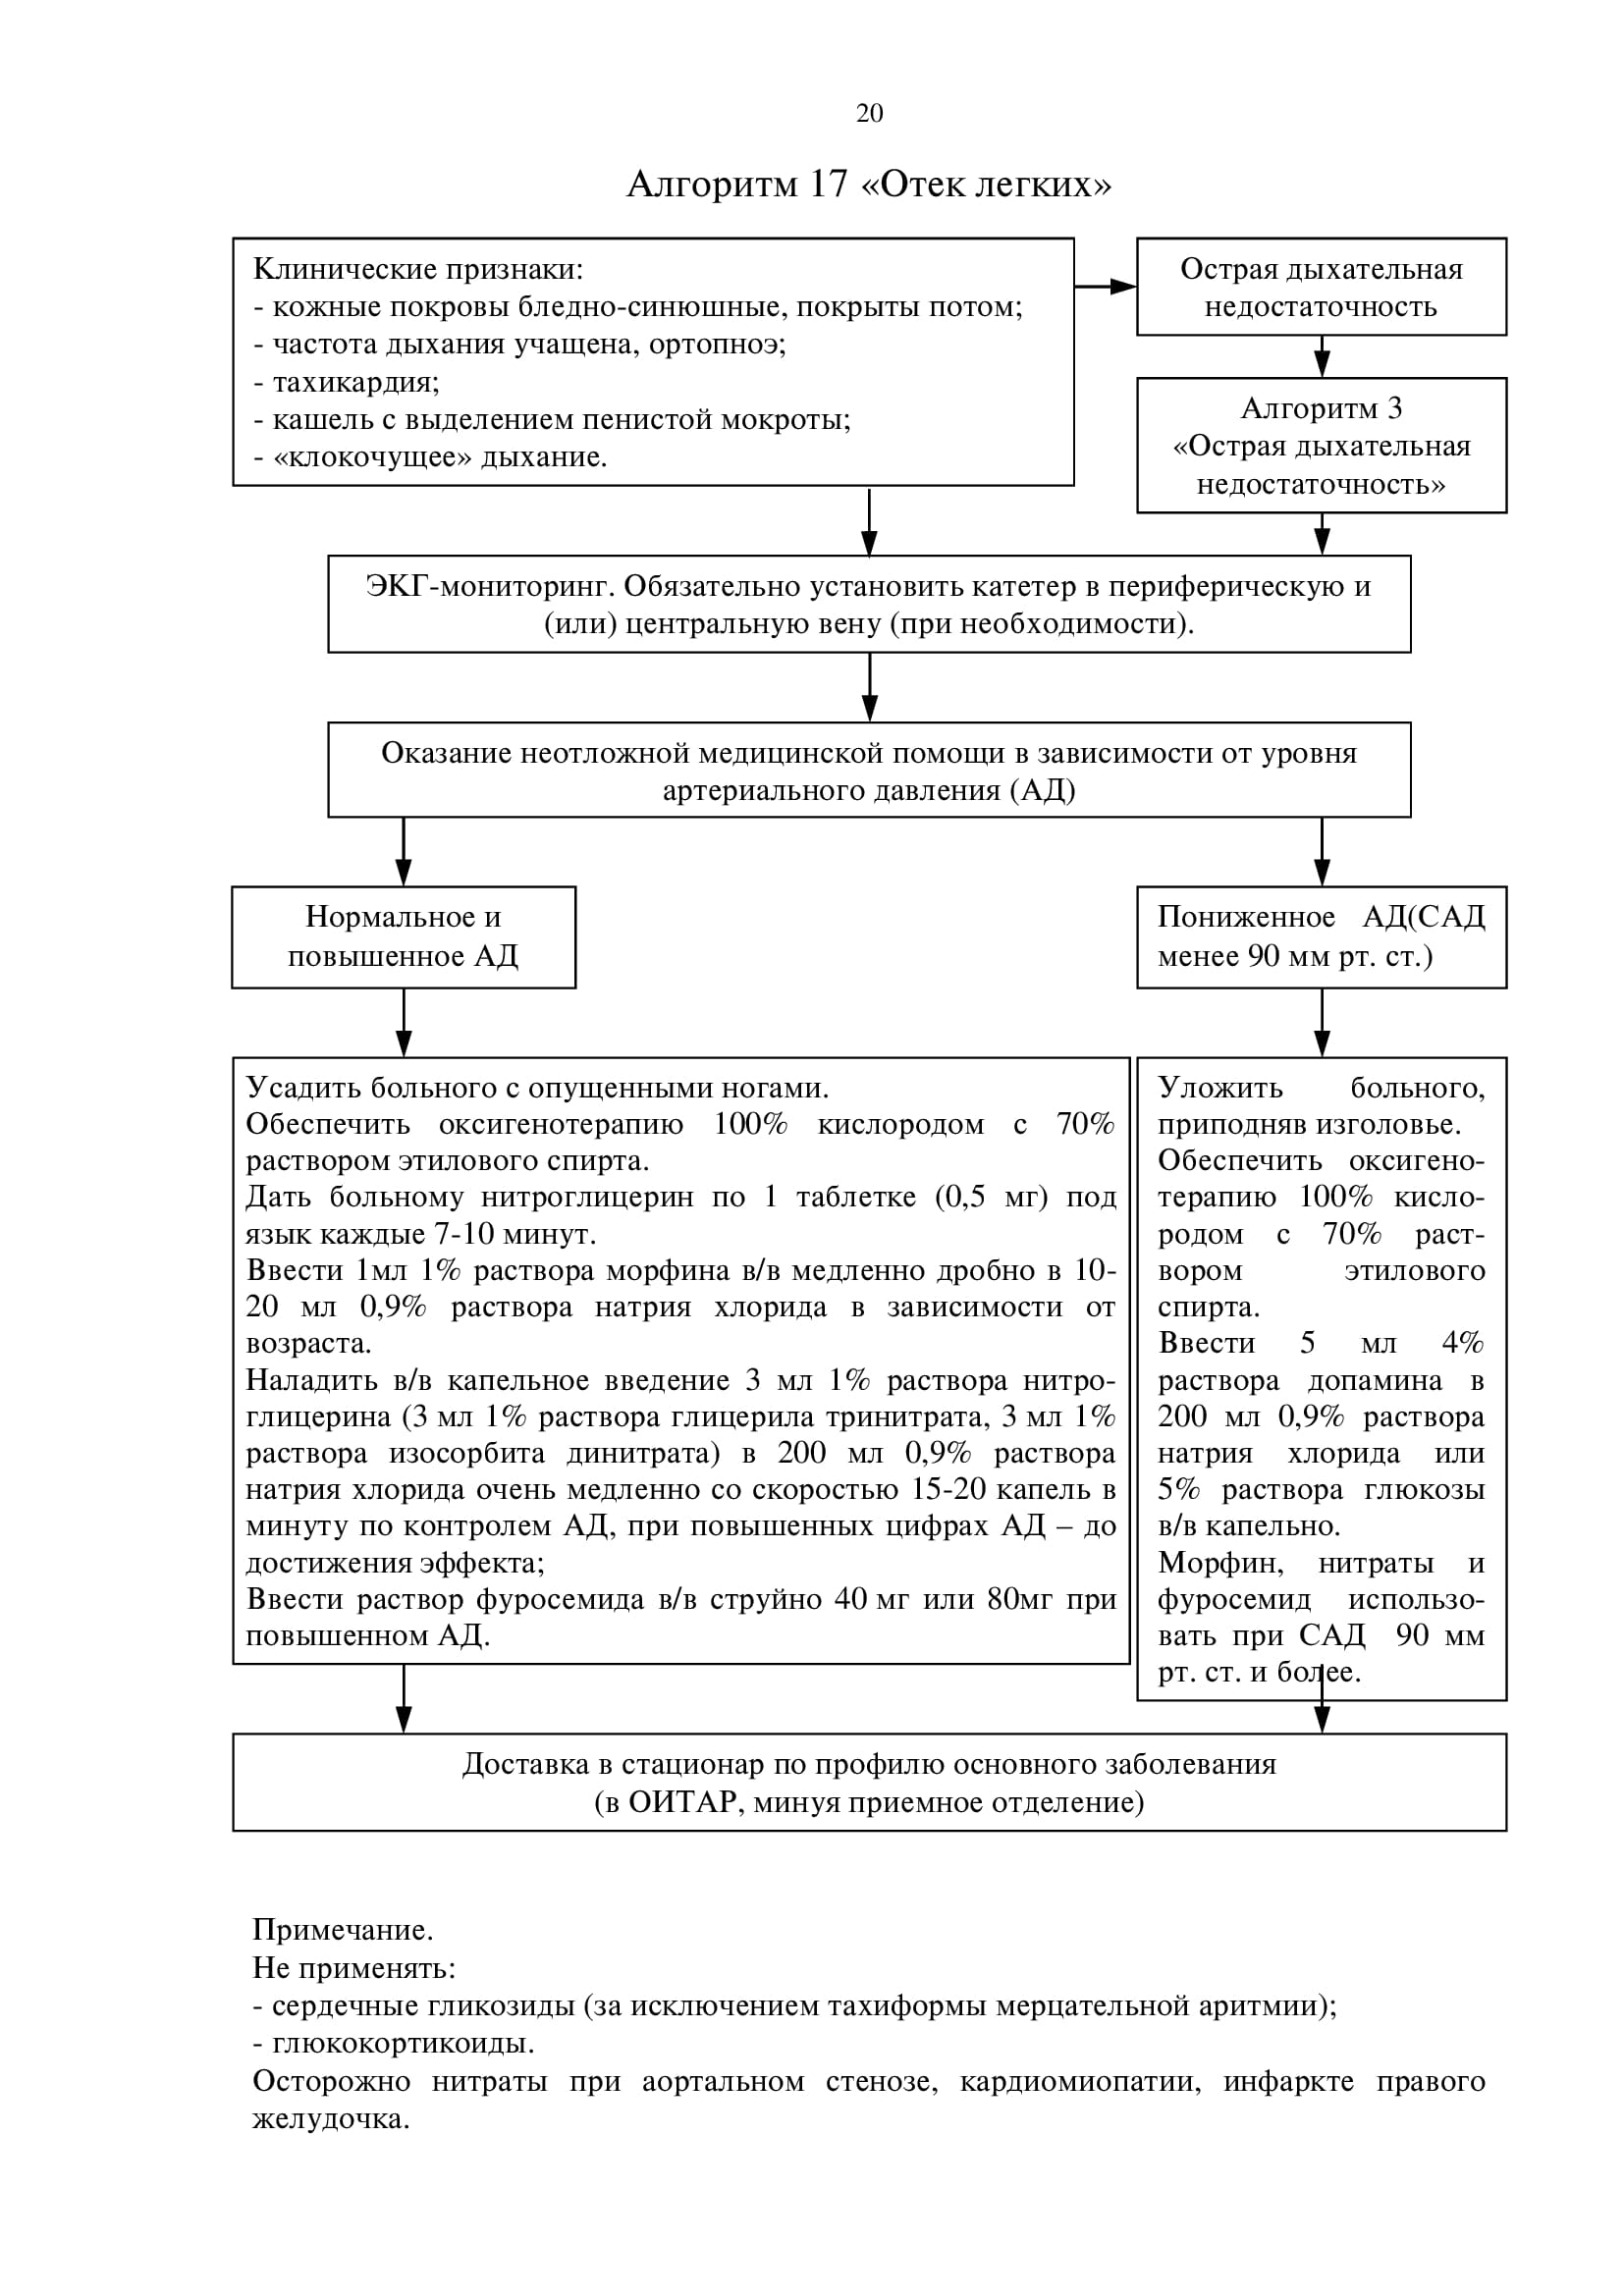 20
Алгоритм 17 «Отек легких»
Клинические признаки:
- кожные покровы бледно-синюшные, покрыты потом;
- частота дыхания учащена, ортопноэ;
- тахикардия;
- кашель с выделением пенистой мокроты;
- «клокочущее» дыхание.
Острая дыхательная
недостаточность
Алгоритм 3
«Острая дыхательная
недостаточность»
ЭКГ-мониторинг. Обязательно установить катетер в периферическую и
(или) центральную вену (при необходимости).
Оказание неотложной медицинской помощи в зависимости от уровня
артериального давления (АД)
Нормальное и
повышенное АД
Пониженное АД(САД
менее 90 мм рт. ст.)
Усадить больного с опущенными ногами.
Обеспечить оксигенотерапию 100% кислородом с 70%
раствором этилового спирта.
Дать больному нитроглицерин по 1 таблетке (0,5 мг) под
язык каждые 7-10 минут.
Ввести 1мл 1% раствора морфина в/в медленно дробно в 10-
20 мл 0,9% раствора натрия хлорида в зависимости от
возраста.
Наладить в/в капельное введение 3 мл 1% раствора нитро-
глицерина (3 мл 1% раствора глицерила тринитрата, 3 мл 1%
раствора изосорбита динитрата) в 200 мл 0,9% раствора
натрия хлорида очень медленно со скоростью 15-20 капель в
минуту по контролем АД, при повышенных цифрах АД – до
достижения эффекта;
Ввести раствор фуросемида в/в струйно 40 мг или 80мг при
повышенном АД.
Уложить больного,
приподняв изголовье.
Обеспечить оксигено-
терапию 100% кисло-
родом с 70% раст-
вором этилового
спирта.
Ввести 5 мл 4%
раствора допамина в
200 мл 0,9% раствора
натрия хлорида или
5% раствора глюкозы
в/в капельно.
Морфин, нитраты и
фуросемид использо-
вать при САД 90 мм
рт. ст. и более.
Доставка в стационар по профилю основного заболевания
(в ОИТАР, минуя приемное отделение)
Примечание.
Не применять:
- сердечные гликозиды (за исключением тахиформы мерцательной аритмии);
- глюкокортикоиды.
Осторожно нитраты при аортальном стенозе, кардиомиопатии, инфаркте правого
желудочка.